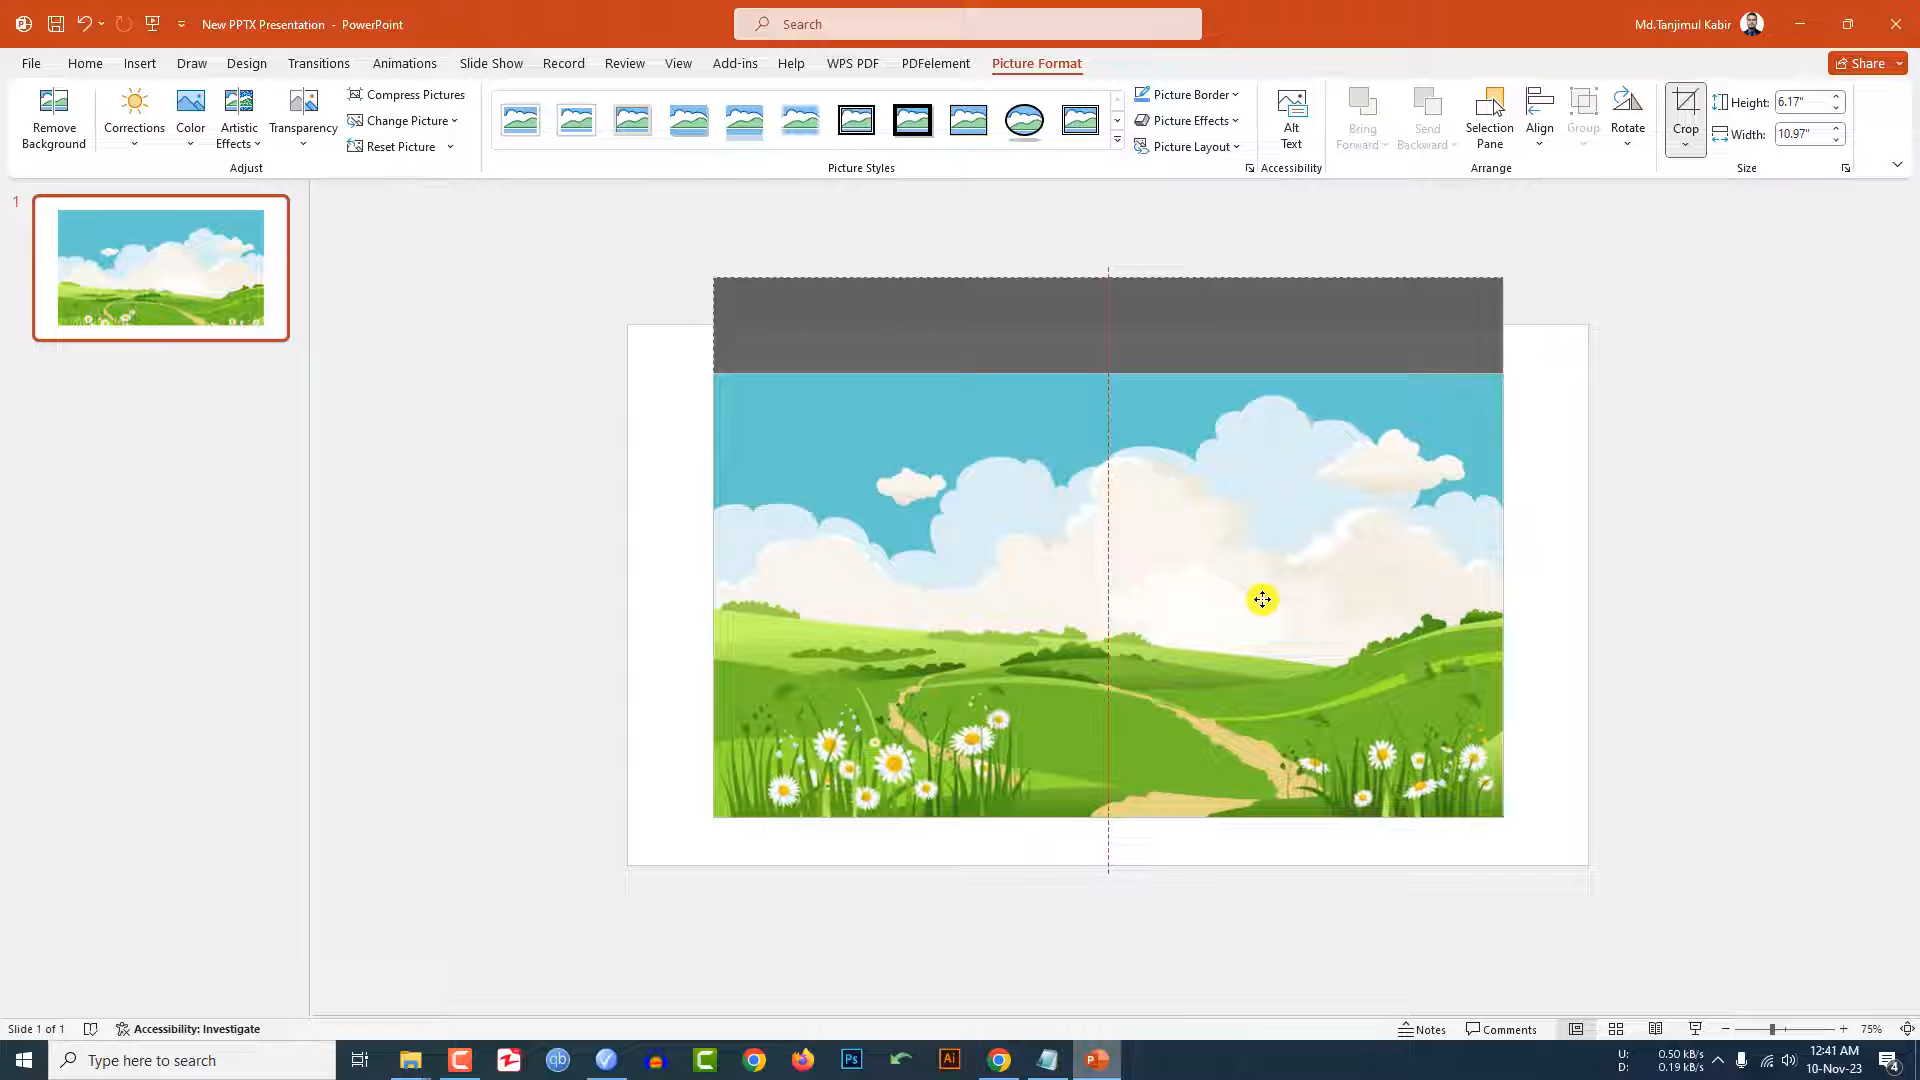 New PPTX Presentation - PowerPoint
Search
Md.Tanjimul Kabir
File Home Insert Draw Design Transitions Animations Slide Show Record Review View Add-ins Help WPS PDF PDFelement Picture Format
Share
Remove Background
Corrections
Color
Artistic Effects
Transparency
Compress Pictures
Change Picture
Reset Picture
Adjust
Picture Styles
Picture Border
Picture Effects
Picture Layout
Alt Text
Accessibility
Bring Forward
Send Backward
Selection Pane
Align
Group
Rotate
Arrange
Crop
Height: 6.17"
Width: 10.97"
Size
1
Slide 1 of 1
Accessibility: Investigate
Notes
Comments
75%
Type here to search
qb
Ps
Ai
U: 0.50 kB/s
D: 0.19 kB/s
12:41 AM
10-Nov-23
4